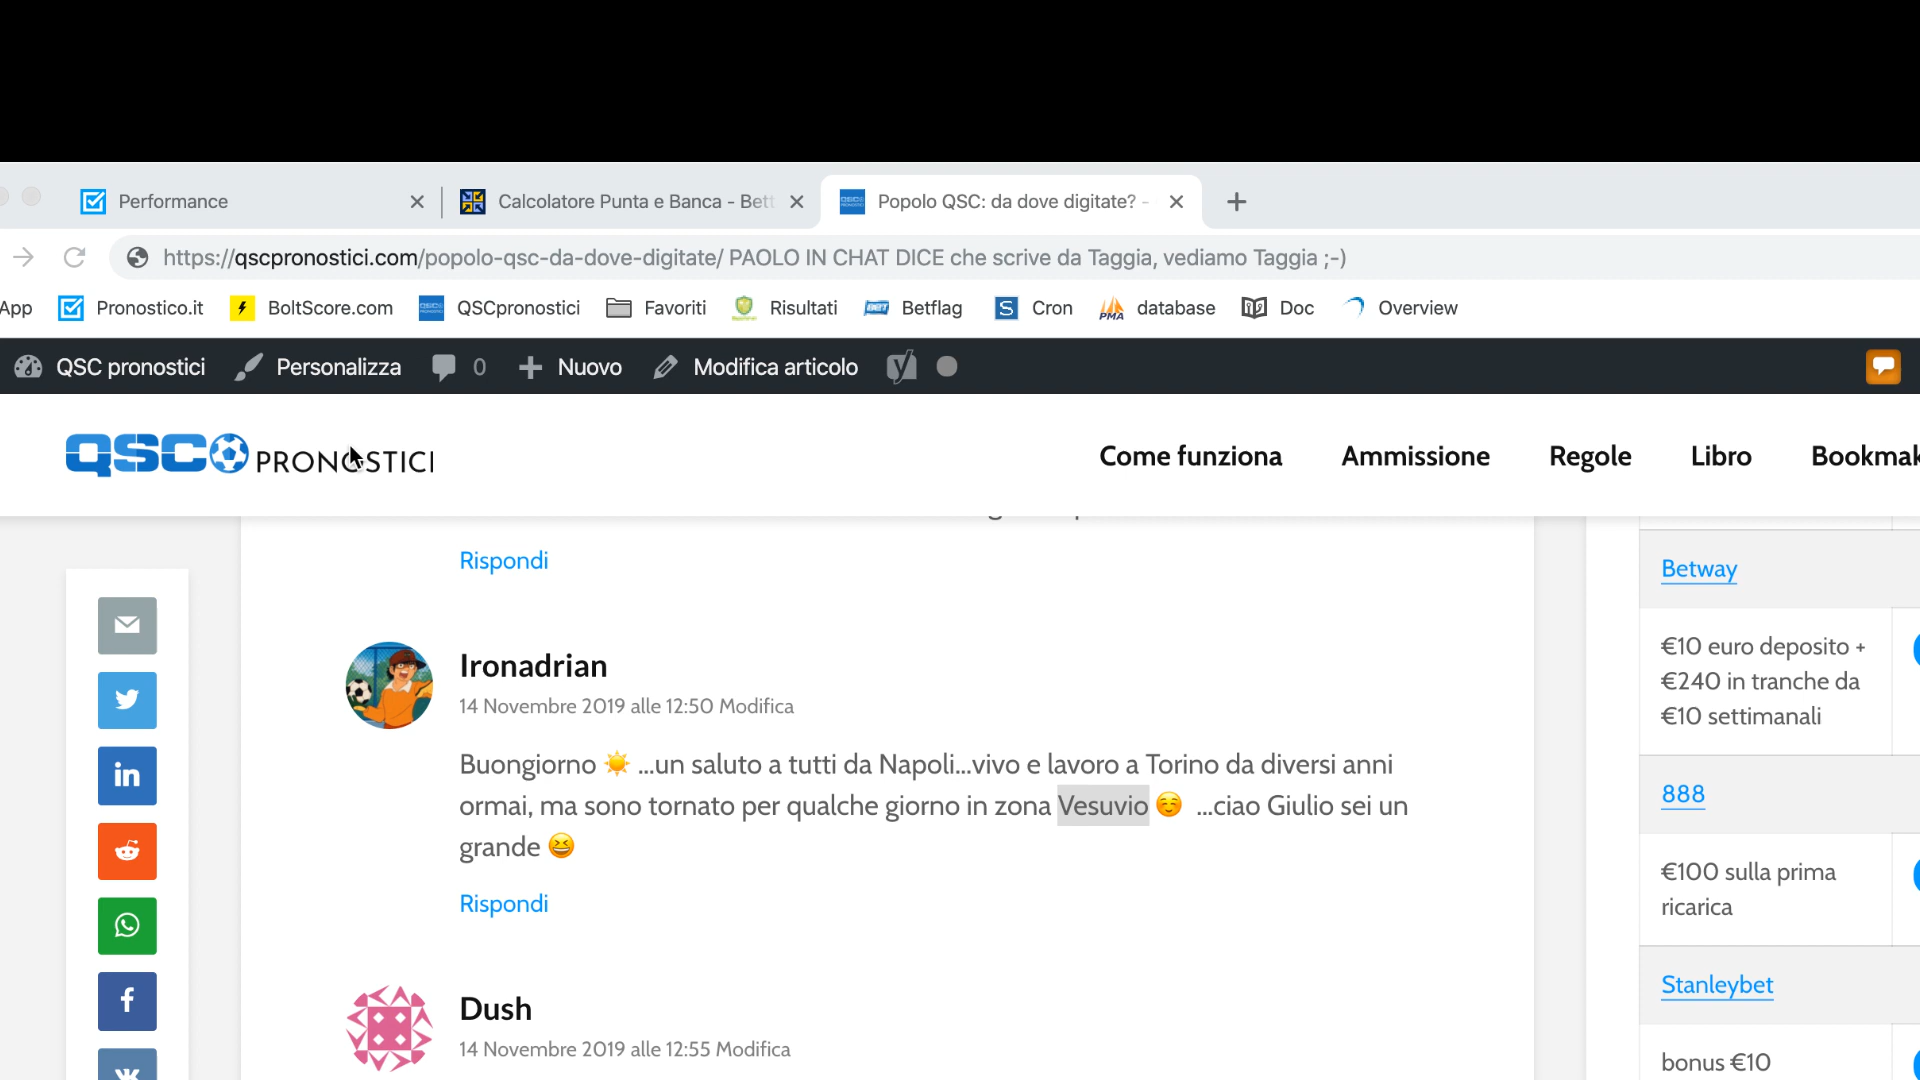 Performance
Calcolatore Punta e Banca - Bett
Popolo QSC: da dove digitate? -
https://qscpronostici.com/popolo-qsc-da-dove-digitate/ PAOLO IN CHAT DICE che scrive da Taggia, vediamo Taggia ;-)
App
Pronostico.it
BoltScore.com
QSCpronostici
Favoriti
Risultati
Betflag
Cron
database
Doc
Overview
QSC pronostici
Personalizza
0
Nuovo
Modifica articolo
QSC PRONOSTICI
Come funziona
Ammissione
Regole
Libro
Bookmak
Rispondi
Ironadrian
14 Novembre 2019 alle 12:50 Modifica
Buongiorno ☀️ ...un saluto a tutti da Napoli...vivo e lavoro a Torino da diversi anni
ormai, ma sono tornato per qualche giorno in zona Vesuvio ☺️ ...ciao Giulio sei un
grande 😆
Rispondi
Dush
14 Novembre 2019 alle 12:55 Modifica
Betway
€10 euro deposito +
€240 in tranche da
€10 settimanali
888
€100 sulla prima
ricarica
Stanleybet
bonus €10